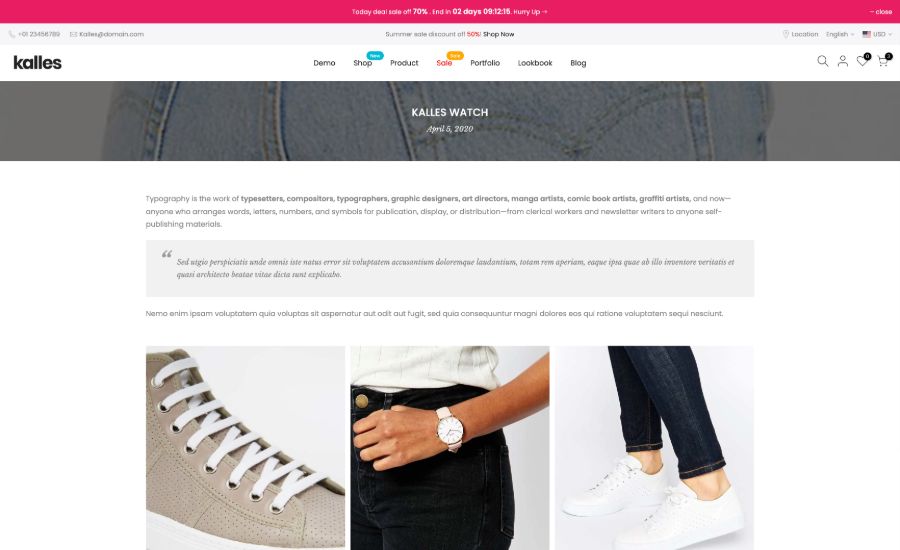 Today deal sale off 70% . End in 02 days 09:12:15. Hurry Up →
close
+01 23456789 Kalles@domain.com
Summer sale discount off 50%! Shop Now
Location English USD
kalles
Demo Shop New Product Sale Sale Portfolio Lookbook Blog
0 3
KALLES WATCH
April 5, 2020
Typography is the work of typesetters, compositors, typographers, graphic designers, art directors, manga artists, comic book artists, graffiti artists, and now—
anyone who arranges words, letters, numbers, and symbols for publication, display, or distribution—from clerical workers and newsletter writers to anyone self-
publishing materials.
“ Sed utgio perspiciatis unde omnis iste natus error sit voluptatem accusantium doloremque laudantium, totam rem aperiam, eaque ipsa quae ab illo inventore veritatis et
quasi architecto beatae vitae dicta sunt explicabo.
Nemo enim ipsam voluptatem quia voluptas sit aspernatur aut odit aut fugit, sed quia consequuntur magni dolores eos qui ratione voluptatem sequi nesciunt.